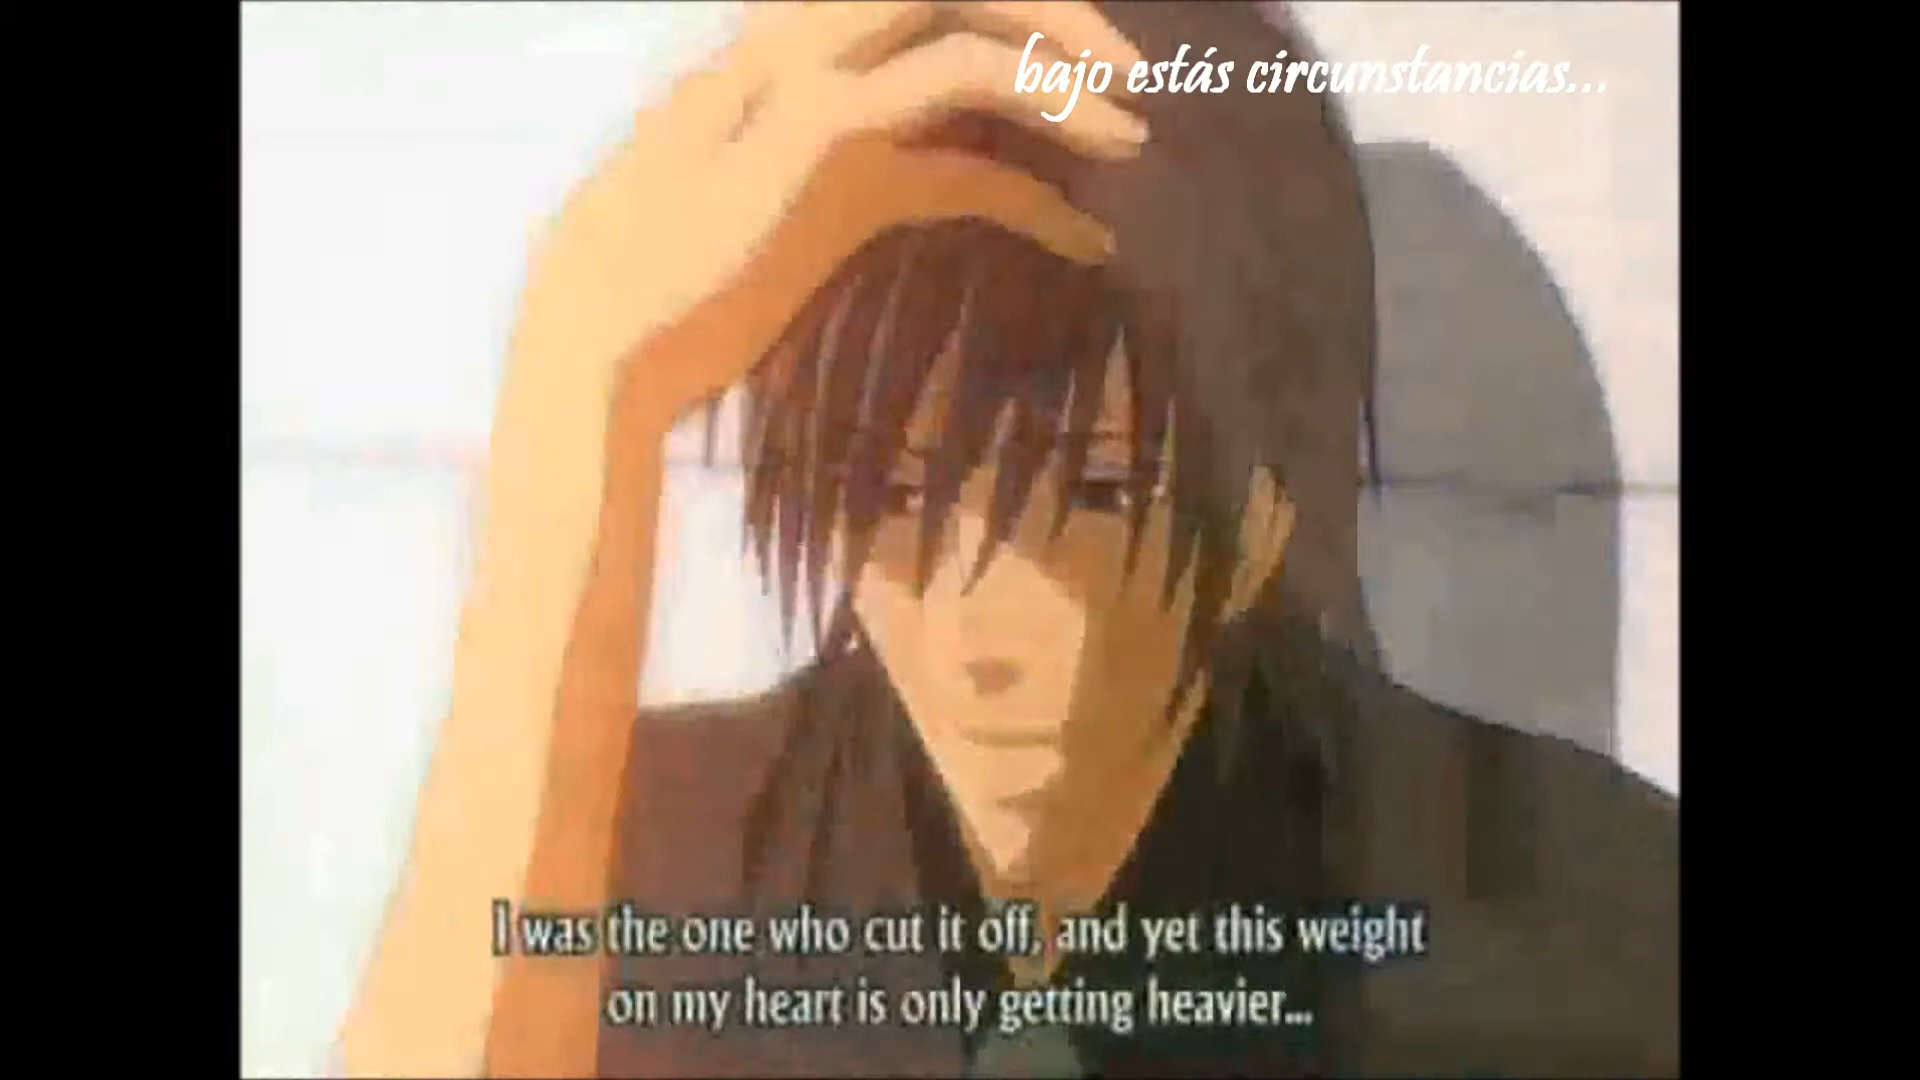 bajo estás circunstancias...
I was the one who cut it off, and yet this weight
on my heart is only getting heavier...